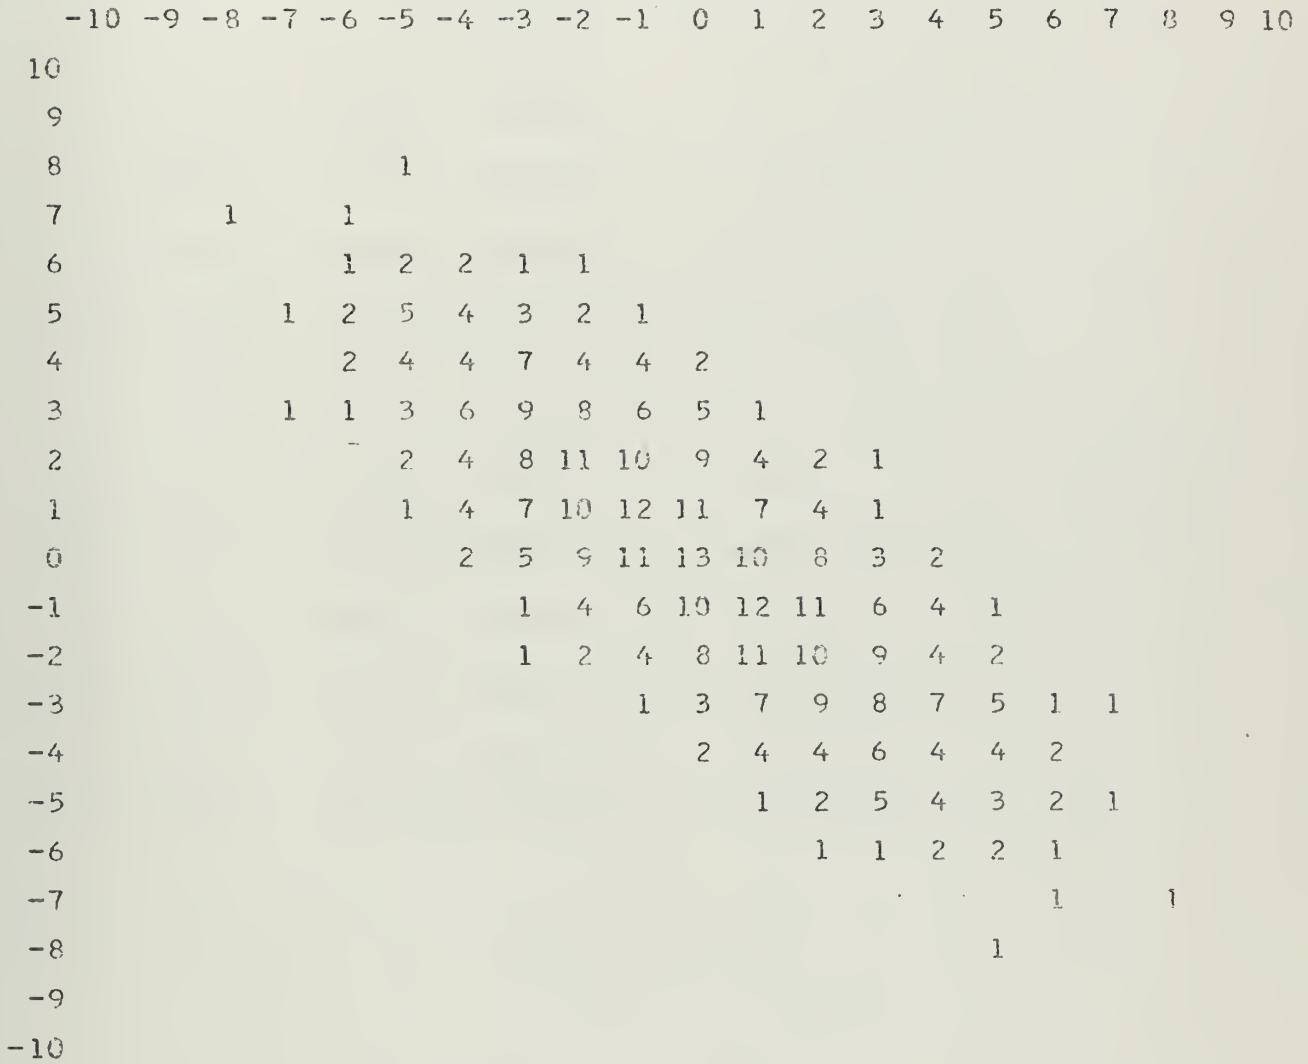 -10 -9 -8 -7 -6 -5 -4 -3 -2 -1 0 1 2 3 4 5 6 7 8 9 10
10
9
8 1
7 1 1
6 1 2 2 1 1
5 1 2 5 4 3 2 1
4 2 4 4 7 4 4 2
3 1 1 3 6 9 8 6 5 1
2 2 4 8 11 10 9 4 2 1
1 1 4 7 10 12 11 7 4 1
0 2 5 9 11 13 10 8 3 2
-1 1 4 6 10 12 11 6 4 1
-2 1 2 4 8 11 10 9 4 2
-3 1 3 7 9 8 7 5 1 1
-4 2 4 4 6 4 4 2
-5 1 2 5 4 3 2 1
-6 1 1 2 2 1
-7 1 1
-8 1
-9
-10